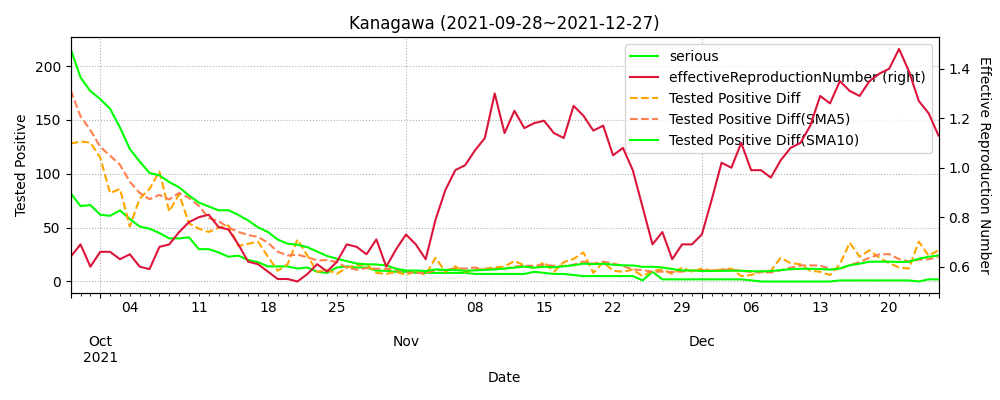 Kanagawa (2021-09-28~2021-12-27)
serious
effectiveReproductionNumber (right)
Tested Positive Diff
Tested Positive Diff(SMA5)
Tested Positive Diff(SMA10)
Tested Positive
200
150
100
50
0
Effective Reproduction Number
1.4
1.2
1.0
0.8
0.6
04
11
18
25
08
15
22
29
06
13
20
Oct
2021
Nov
Dec
Date